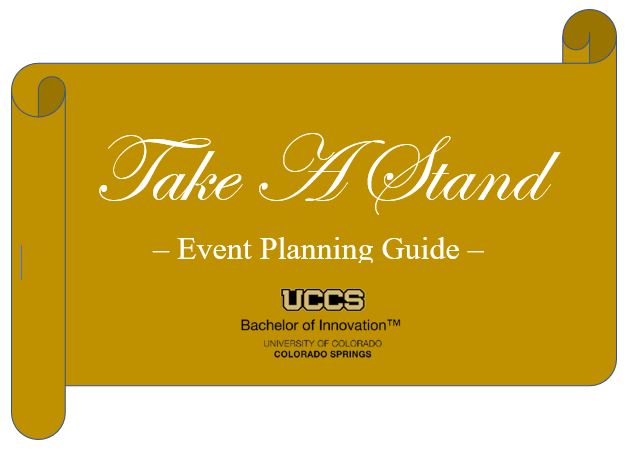 Take A Stand
– Event Planning Guide –
UCCS
Bachelor of Innovation™
UNIVERSITY OF COLORADO
COLORADO SPRINGS